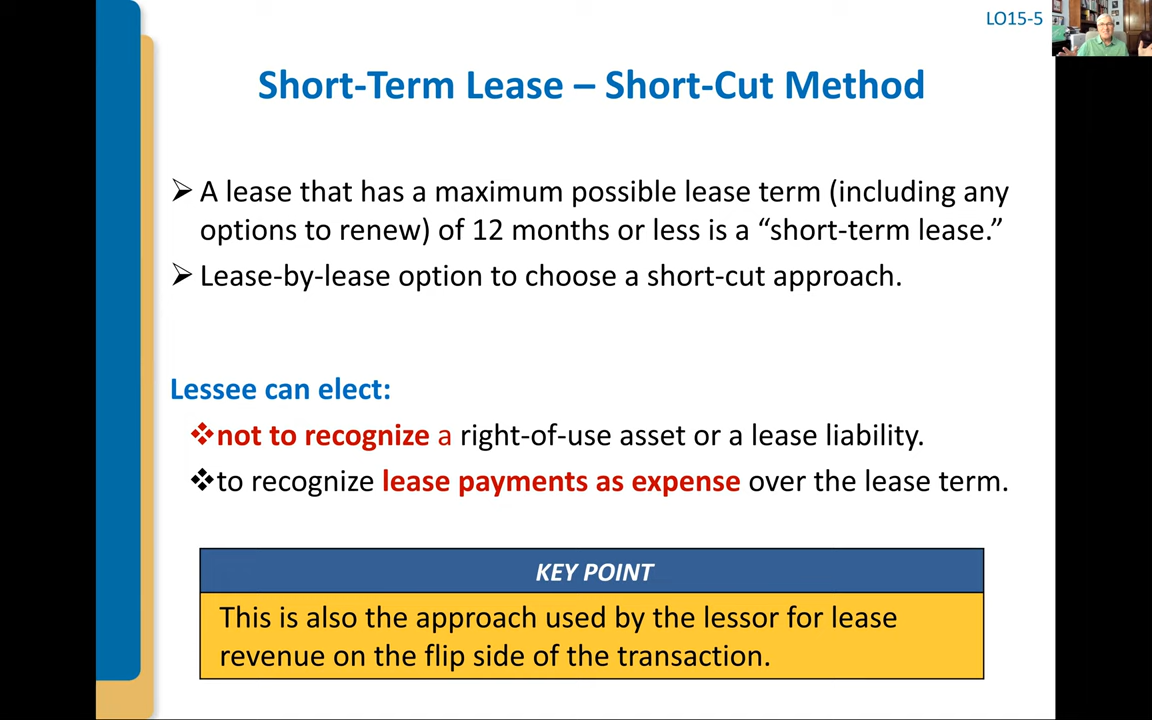 LO15-5
Short-Term Lease – Short-Cut Method
➢ A lease that has a maximum possible lease term (including any
options to renew) of 12 months or less is a “short-term lease.”
➢ Lease-by-lease option to choose a short-cut approach.
Lessee can elect:
❖not to recognize a right-of-use asset or a lease liability.
❖to recognize lease payments as expense over the lease term.
KEY POINT
This is also the approach used by the lessor for lease
revenue on the flip side of the transaction.